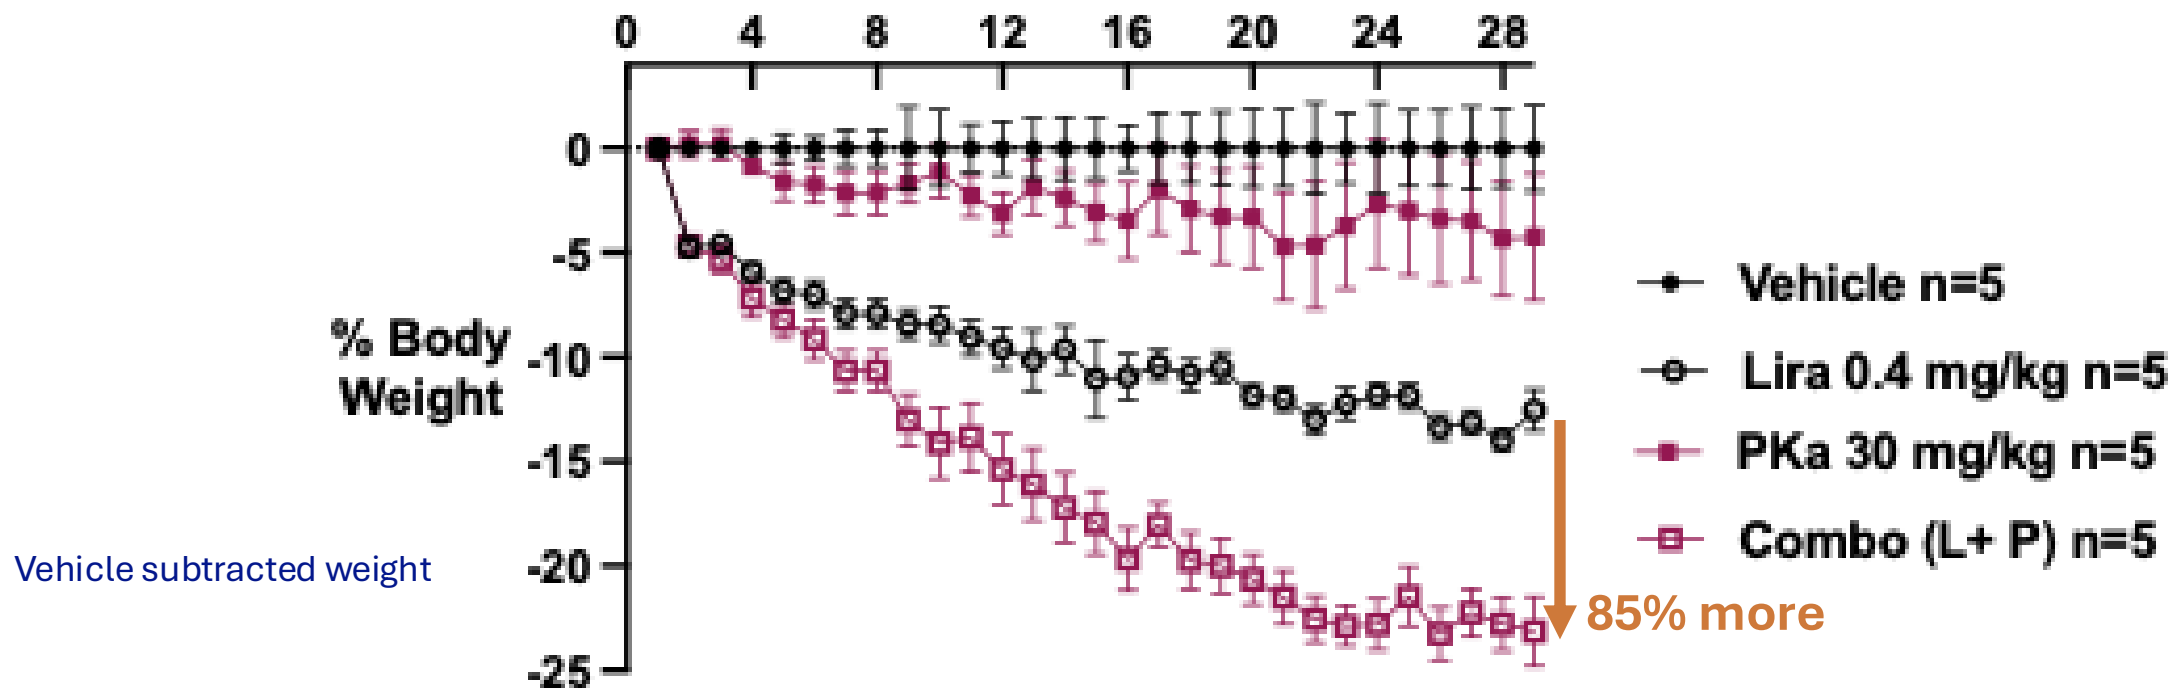 0 4 8 12 16 20 24 28
0
-5
-10
-15
-20
-25
% Body
Weight
Vehicle subtracted weight
Vehicle n=5
Lira 0.4 mg/kg n=5
PKa 30 mg/kg n=5
Combo (L+ P) n=5
85% more